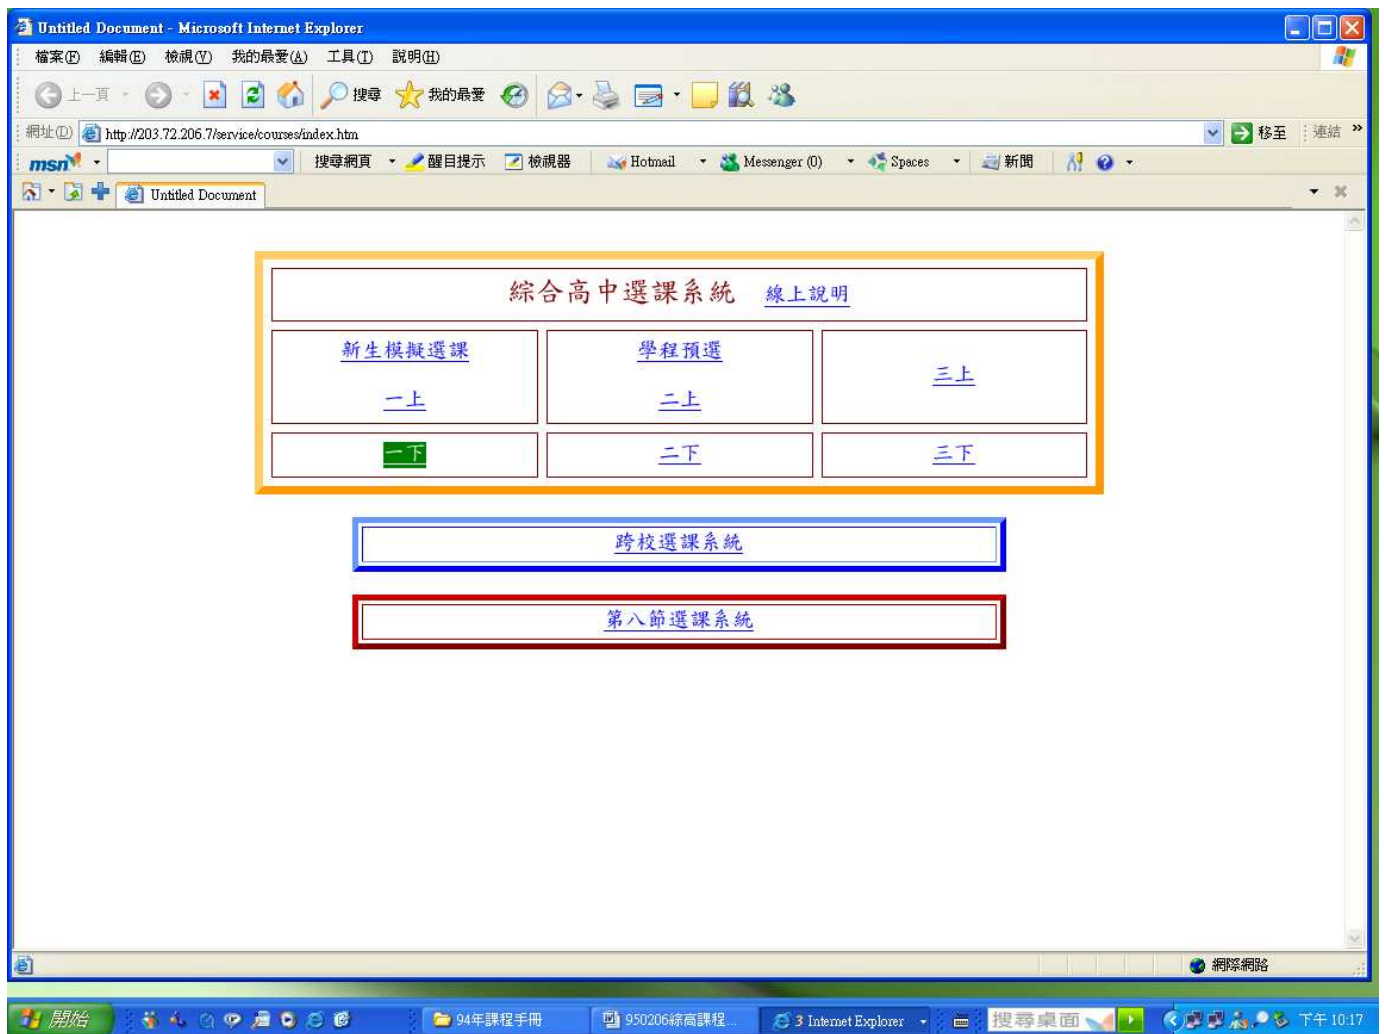 Untitled Document - Microsoft Internet Explorer
檔案(F) 編輯(E) 檢視(V) 我的最愛(A) 工具(T) 說明(H)
上一頁 搜尋 我的最愛
網址(D) http://203.72.206.7/service/courses/index.htm 移至 連結 »
msn 搜尋網頁 醒目提示 檢視器 Hotmail Messenger (0) Spaces 新聞
Untitled Document
綜合高中選課系統 線上說明
新生模擬選課 學程預選 三上
一上 二上
一下 二下 三下
跨校選課系統
第八節選課系統
網際網路
開始 94年課程手冊 950206綜高課程... 3 Internet Explorer 搜尋桌面 下午 10:17